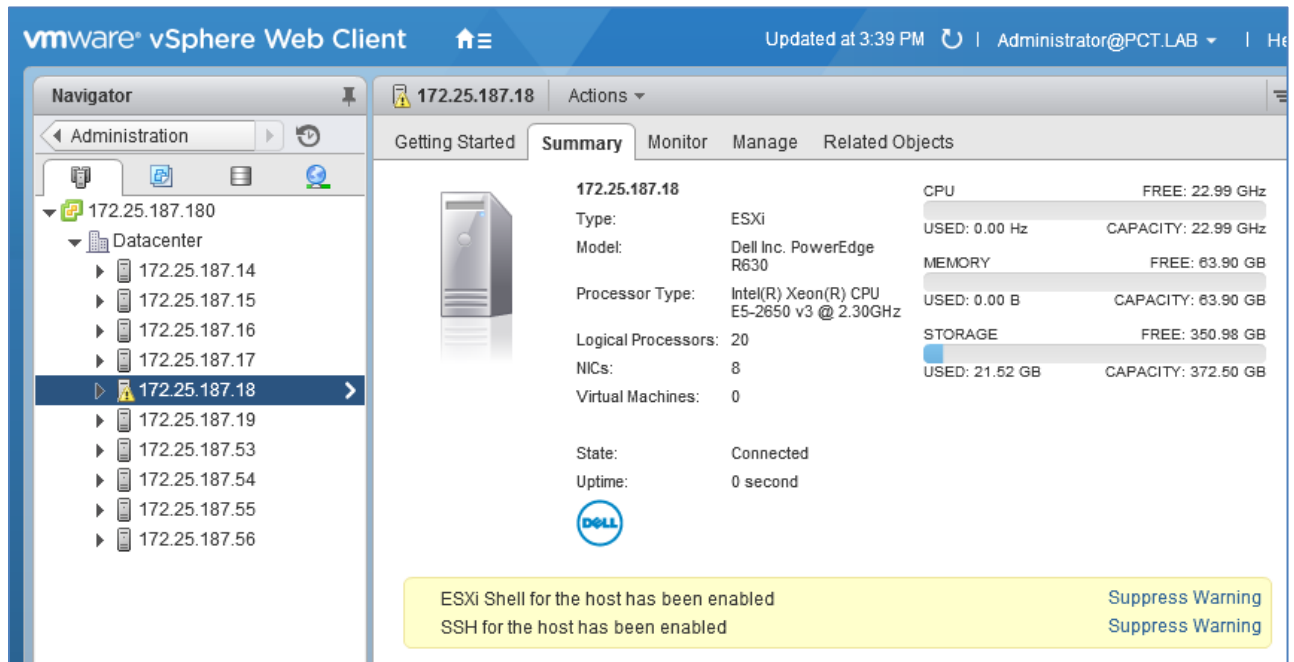 vmware® vSphere Web Client
Updated at 3:39 PM | Administrator@PCT.LAB | He
Navigator
Administration
172.25.187.180
Datacenter
172.25.187.14
172.25.187.15
172.25.187.16
172.25.187.17
172.25.187.18
172.25.187.19
172.25.187.53
172.25.187.54
172.25.187.55
172.25.187.56
172.25.187.18 Actions
Getting Started Summary Monitor Manage Related Objects
172.25.187.18
Type: ESXi
Model: Dell Inc. PowerEdge
R630
Processor Type: Intel(R) Xeon(R) CPU
E5-2650 v3 @ 2.30GHz
Logical Processors: 20
NICs: 8
Virtual Machines: 0
State: Connected
Uptime: 0 second
DELL
CPU FREE: 22.99 GHz
USED: 0.00 Hz CAPACITY: 22.99 GHz
MEMORY FREE: 63.90 GB
USED: 0.00 B CAPACITY: 63.90 GB
STORAGE FREE: 350.98 GB
USED: 21.52 GB CAPACITY: 372.50 GB
ESXi Shell for the host has been enabled Suppress Warning
SSH for the host has been enabled Suppress Warning